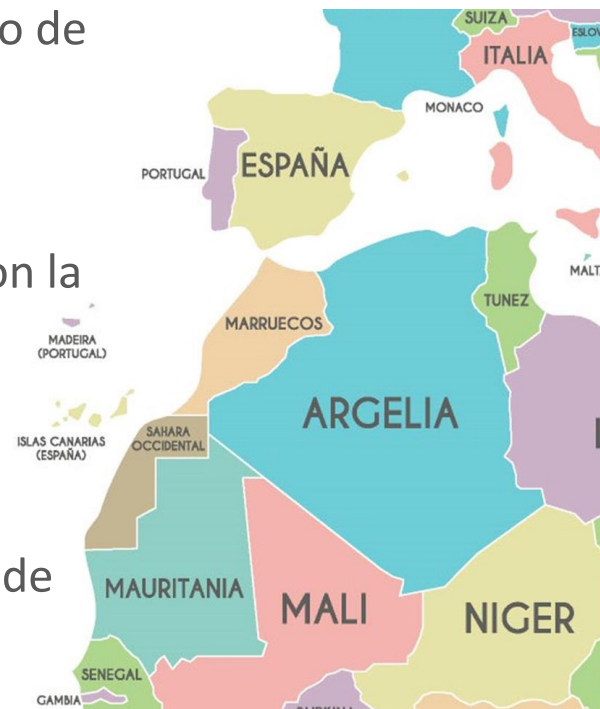 o de
SUIZA
ESLOV
ITALIA
MONACO
PORTUGAL
ESPAÑA
on la
MALT
TUNEZ
MADEIRA
(PORTUGAL)
MARRUECOS
ARGELIA
ISLAS CANARIAS
(ESPAÑA)
SAHARA
OCCIDENTAL
de
MAURITANIA
MALI
NIGER
SENEGAL
GAMBIA